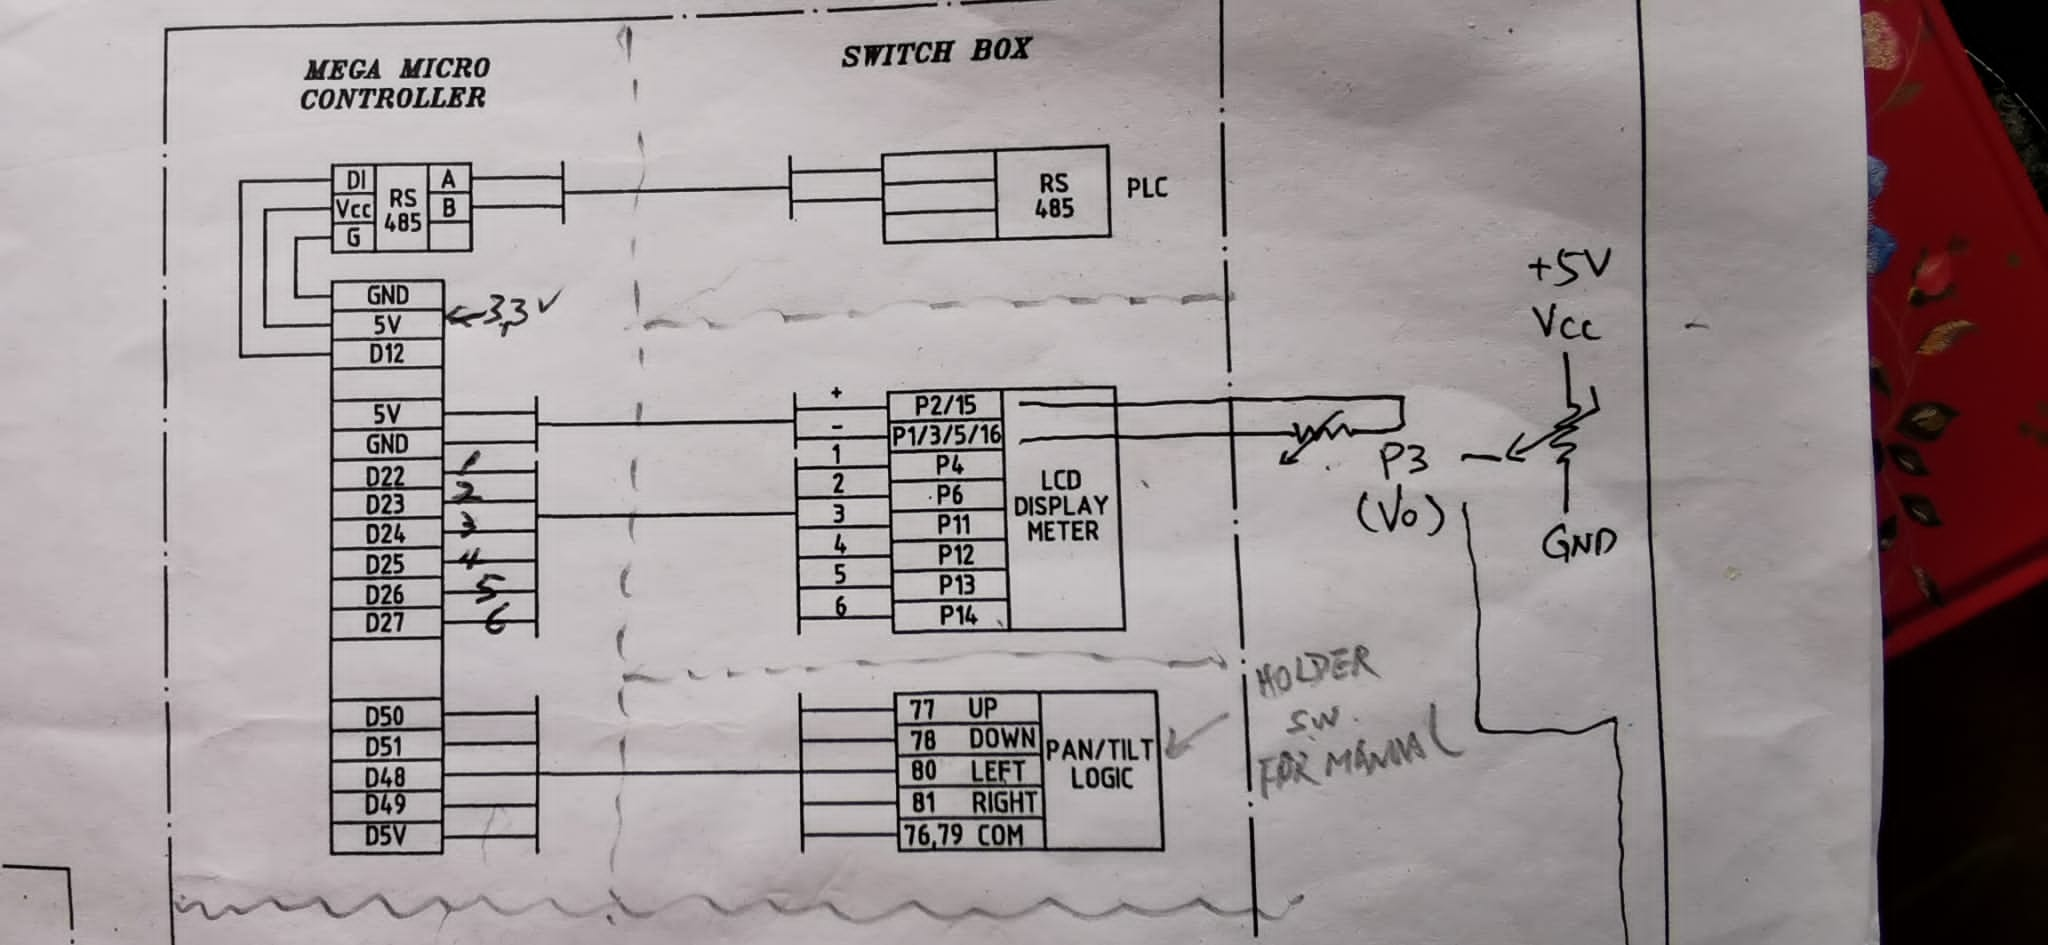 MEGA MICRO
CONTROLLER
SWITCH BOX
DI
Vcc
G
RS
485
A
B
RS
485
PLC
GND
5V
D12
←3,3V
5V
GND
D22
D23
D24
D25
D26
D27
1
2
3
4
5
6
+
-
1
2
3
4
5
6
P2/15
P1/3/5/16
P4
P6
P11
P12
P13
P14
LCD
DISPLAY
METER
+5V
Vcc
P3
(Vo)
GND
D50
D51
D48
D49
D5V
77 UP
78 DOWN
80 LEFT
81 RIGHT
76,79 COM
PAN/TILT
LOGIC
HOLDER
SW.
FOR MANUAL